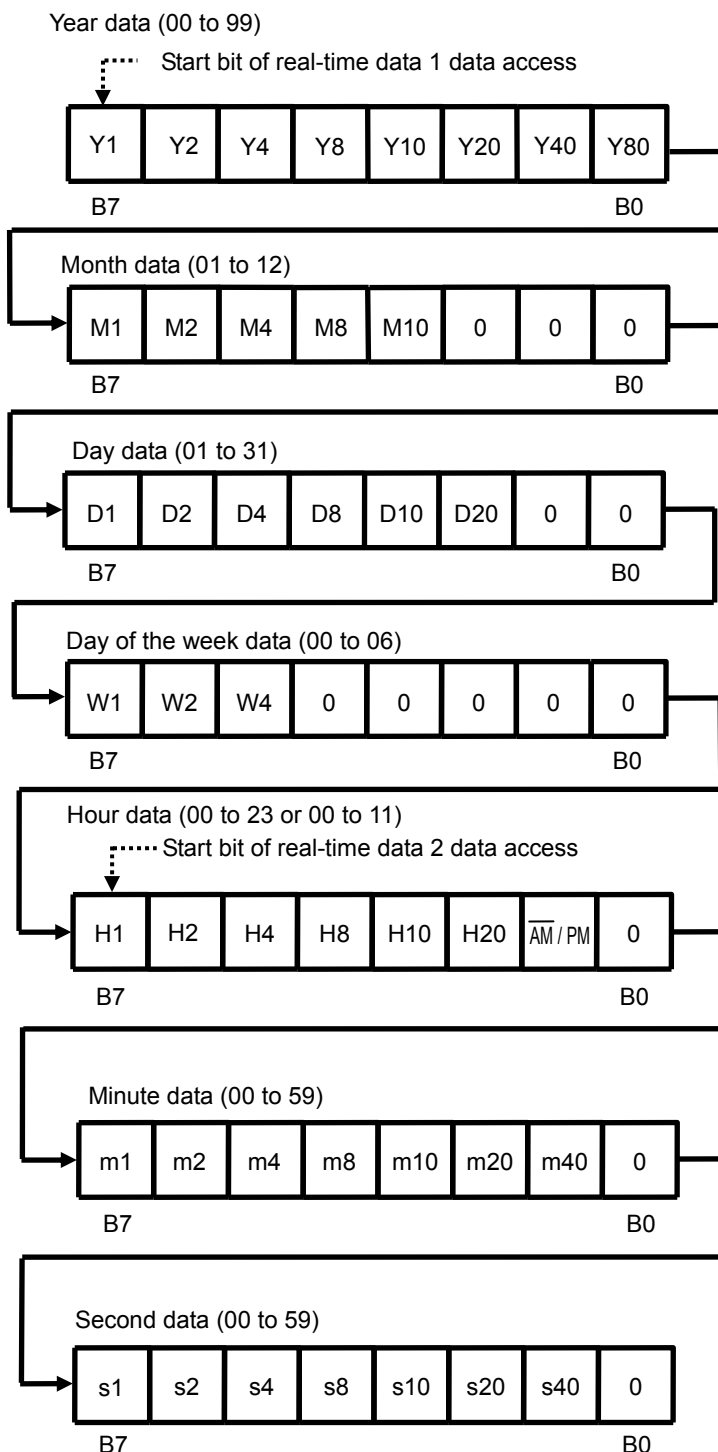 Year data (00 to 99)
Start bit of real-time data 1 data access
Y1 Y2 Y4 Y8 Y10 Y20 Y40 Y80
B7 B0
Month data (01 to 12)
M1 M2 M4 M8 M10 0 0 0
B7 B0
Day data (01 to 31)
D1 D2 D4 D8 D10 D20 0 0
B7 B0
Day of the week data (00 to 06)
W1 W2 W4 0 0 0 0 0
B7 B0
Hour data (00 to 23 or 00 to 11)
Start bit of real-time data 2 data access
H1 H2 H4 H8 H10 H20 A̅M̅ / PM 0
B7 B0
Minute data (00 to 59)
m1 m2 m4 m8 m10 m20 m40 0
B7 B0
Second data (00 to 59)
s1 s2 s4 s8 s10 s20 s40 0
B7 B0